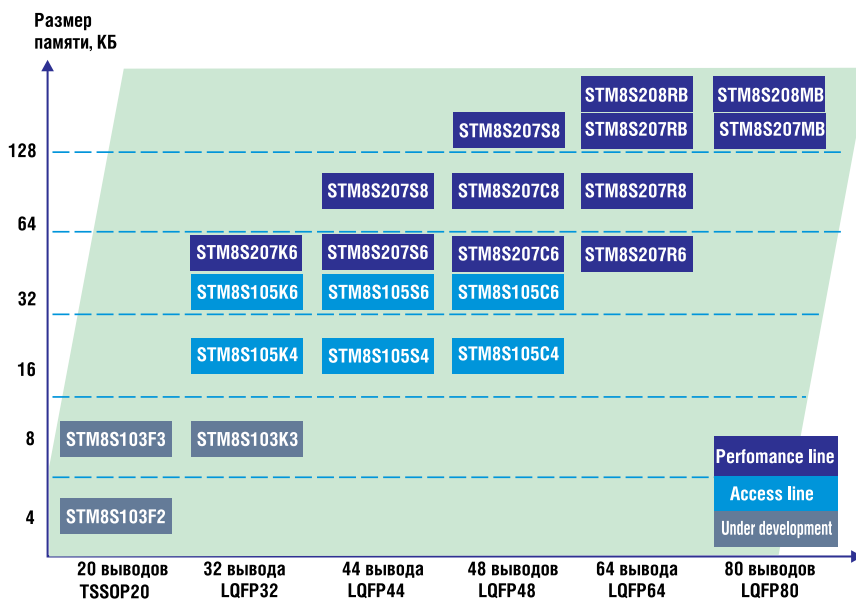 Размер
памяти, КБ
STM8S208RB STM8S208MB
STM8S207S8 STM8S207RB STM8S207MB
128
STM8S207S8 STM8S207C8 STM8S207R8
64
STM8S207K6 STM8S207S6 STM8S207C6 STM8S207R6
STM8S105K6 STM8S105S6 STM8S105C6
32
STM8S105K4 STM8S105S4 STM8S105C4
16
8 STM8S103F3 STM8S103K3
Perfomance line
Access line
4 STM8S103F2
Under development
20 выводов 32 вывода 44 вывода 48 выводов 64 вывода 80 выводов
TSSOP20 LQFP32 LQFP44 LQFP48 LQFP64 LQFP80